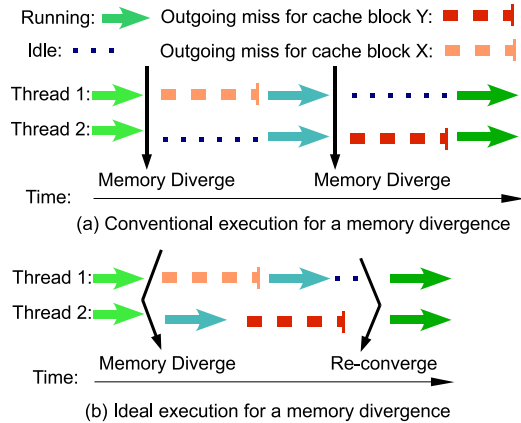 Running:
Outgoing miss for cache block Y:
Idle:
Outgoing miss for cache block X:
Thread 1:
Thread 2:
Memory Diverge Memory Diverge
Time:
(a) Conventional execution for a memory divergence
Thread 1:
Thread 2:
Memory Diverge Re-converge
Time:
(b) Ideal execution for a memory divergence